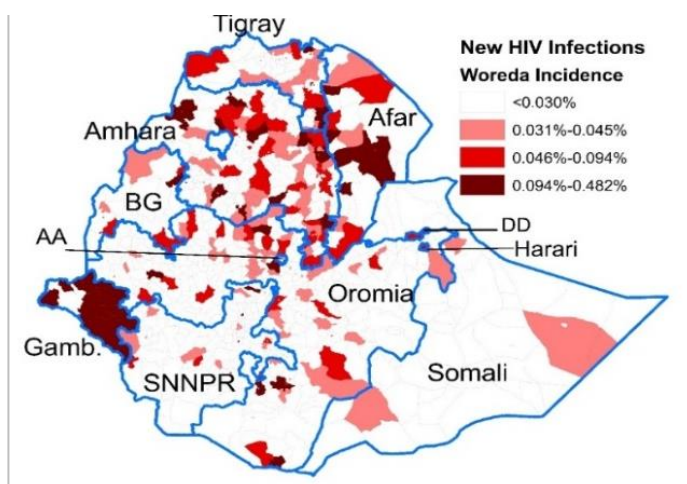 Tigray
New HIV Infections
Woreda Incidence
<0.030%
0.031%-0.045%
0.046%-0.094%
0.094%-0.482%
Afar
Amhara
BG
AA
DD
Harari
Oromia
Gamb.
SNNPR
Somali